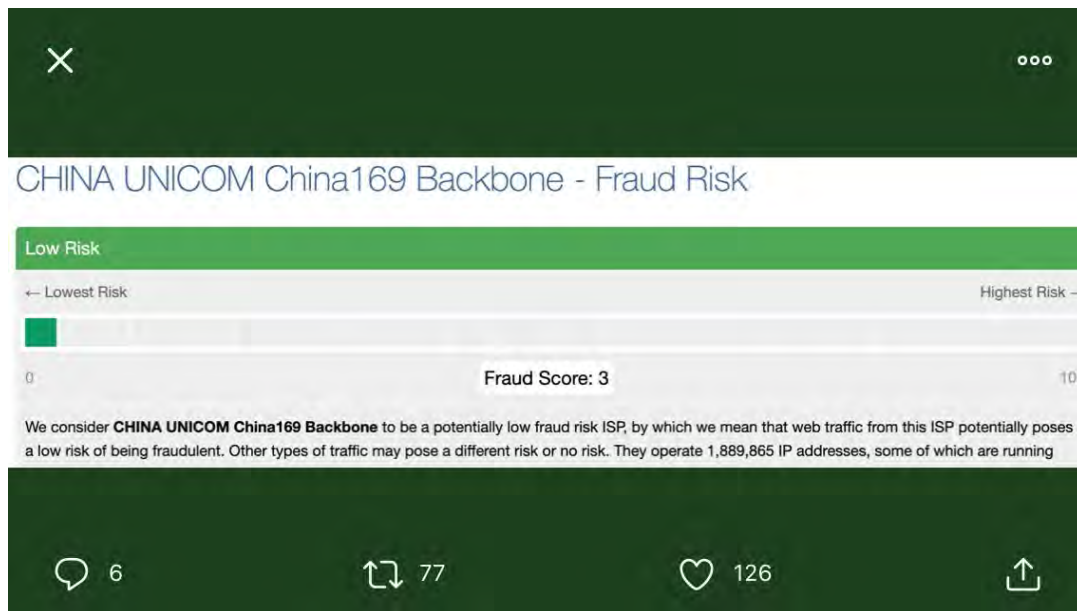 CHINA UNICOM China169 Backbone - Fraud Risk
Low Risk
← Lowest Risk
Highest Risk
0
Fraud Score: 3
10
We consider CHINA UNICOM China169 Backbone to be a potentially low fraud risk ISP, by which we mean that web traffic from this ISP potentially poses
a low risk of being fraudulent. Other types of traffic may pose a different risk or no risk. They operate 1,889,865 IP addresses, some of which are running
6
77
126